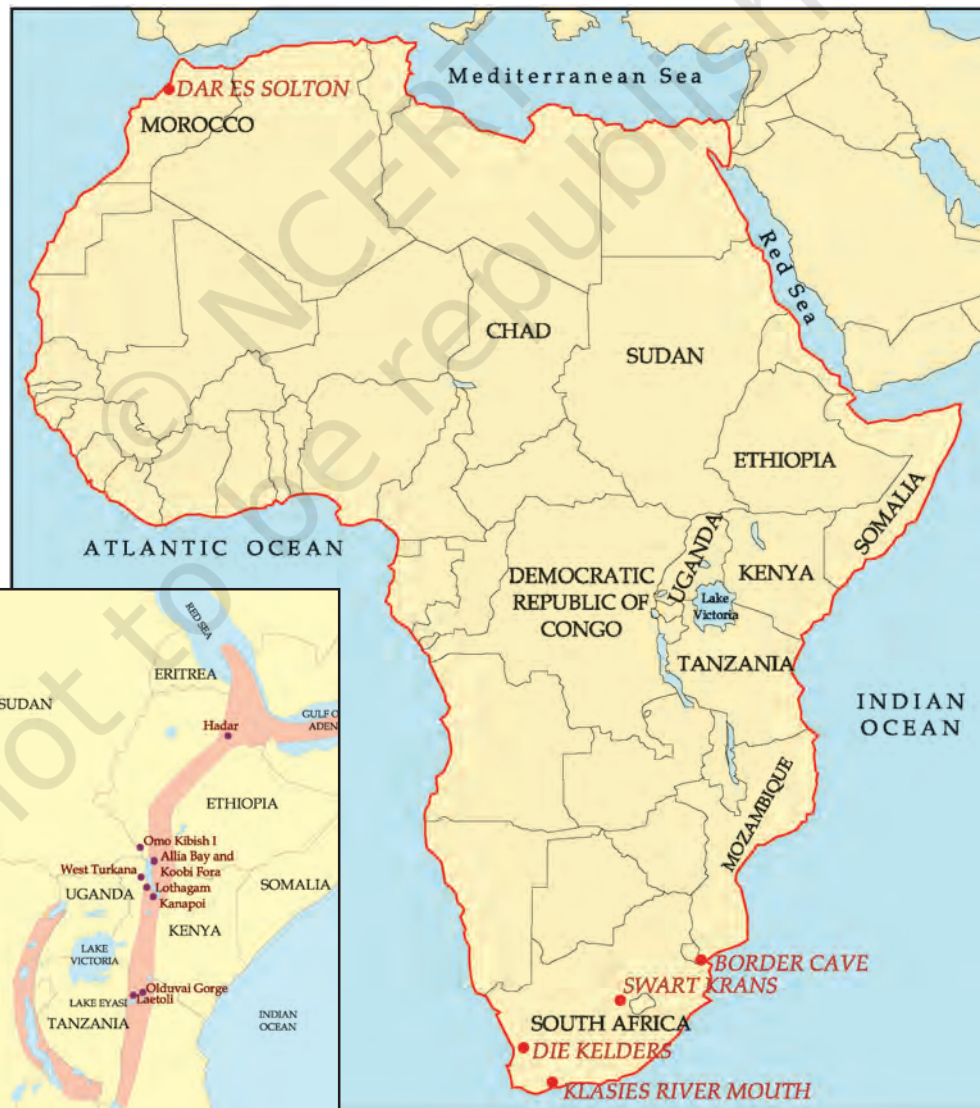 Mediterranean Sea
DAR ES SOLTON
MOROCCO
Red Sea
CHAD
SUDAN
ETHIOPIA
SOMALIA
ATLANTIC OCEAN
UGANDA
KENYA
DEMOCRATIC
REPUBLIC OF
CONGO
Lake
Victoria
TANZANIA
INDIAN
OCEAN
MOZAMBIQUE
BORDER CAVE
SWART KRANS
SOUTH AFRICA
DIE KELDERS
KLASIES RIVER MOUTH
RED SEA
ERITREA
SUDAN
GULF O
ADEN
Hadar
ETHIOPIA
Omo Kibish I
Allia Bay and
Koobi Fora
West Turkana
Lothagam
UGANDA
Kanapoi
SOMALIA
KENYA
LAKE
VICTORIA
Olduvai Gorge
LAKE EYASI
Laetoli
TANZANIA
INDIAN
OCEAN
© NCERT
not to be republish